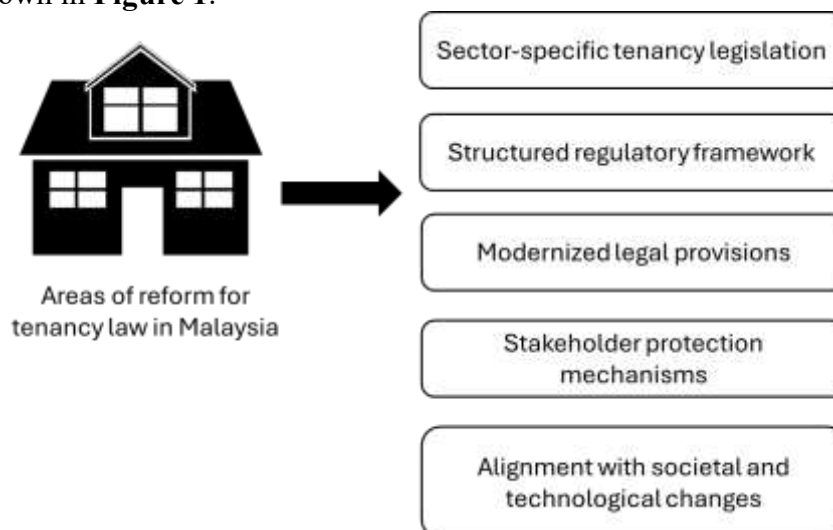 own in Figure 1.
Sector-specific tenancy legislation
Structured regulatory framework
Modernized legal provisions
Stakeholder protection
mechanisms
Alignment with societal and
technological changes
Areas of reform for
tenancy law in Malaysia